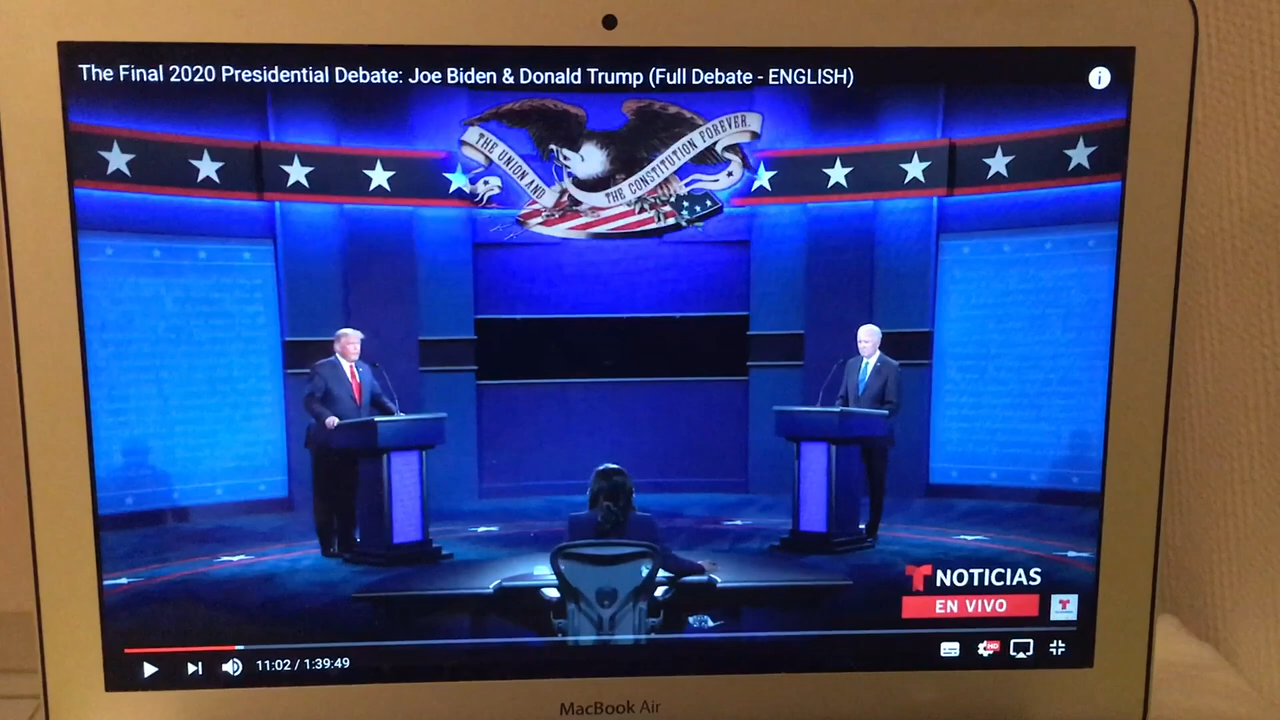 The Final 2020 Presidential Debate: Joe Biden & Donald Trump (Full Debate - ENGLISH)
i
THE UNION AND
THE CONSTITUTION FOREVER.
NOTICIAS
EN VIVO
HD
11:02 / 1:39:49
MacBook Air